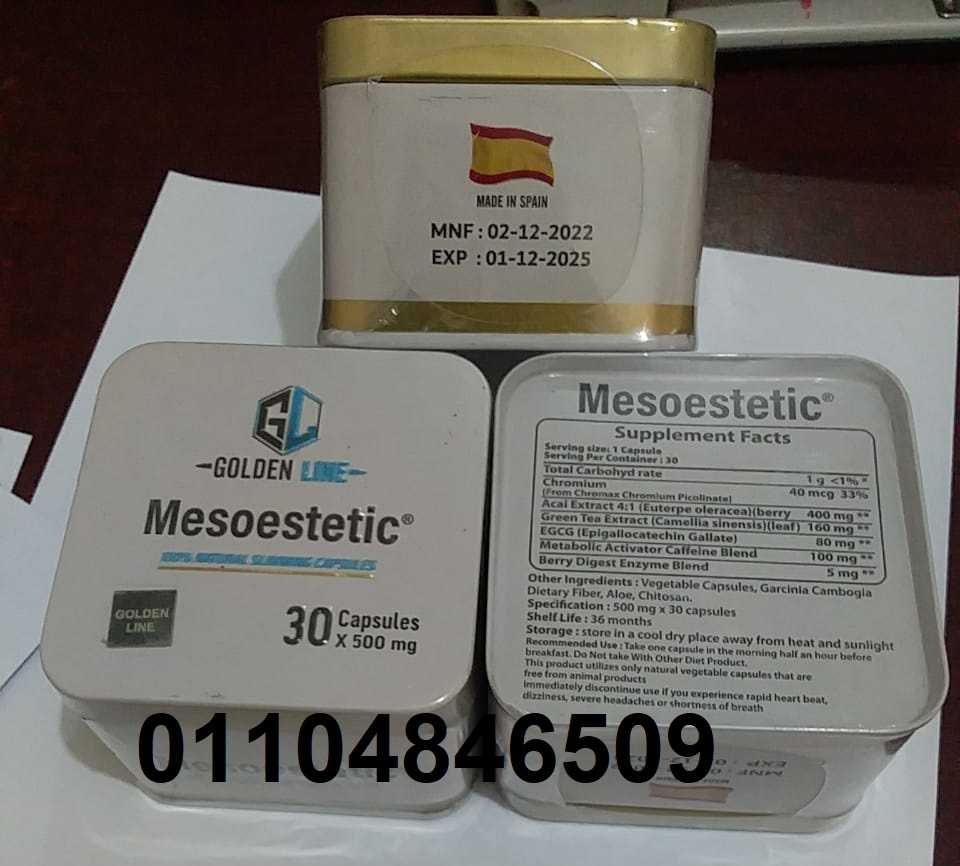 MADE IN SPAIN
MNF : 02-12-2022
EXP : 01-12-2025
GOLDEN LINE
Mesoestetic®
100% NATURAL SLIMMING CAPSULES
GOLDEN
LINE
30 Capsules
X 500 mg
Mesoestetic®
Supplement Facts
Serving size: 1 Capsule
Serving Per Container : 30
Total Carbohyd rate 1 g <1% *
Chromium 40 mcg 33%
(From Chromax Chromium Picolinate)
Acai Extract 4:1 (Euterpe oleracea)(berry 400 mg **
Green Tea Extract (Camellia sinensis)(leaf) 160 mg **
EGCG (Epigallocatechin Gallate) 80 mg **
Metabolic Activator Caffeine Blend 100 mg **
Berry Digest Enzyme Blend 5 mg **
Other Ingredients : Vegetable Capsules, Garcinia Cambogia
Dietary Fiber, Aloe, Chitosan.
Specification : 500 mg x 30 capsules
Shelf Life : 36 months
Storage : store in a cool dry place away from heat and sunlight
Recommended Use : Take one capsule in the morning half an hour before
breakfast. Do Not take With Other Diet Product.
This product utilizes only natural vegetable capsules that are
free from animal products
Immediately discontinue use if you experience rapid heart beat,
dizziness, severe headaches or shortness of breath
01104846509